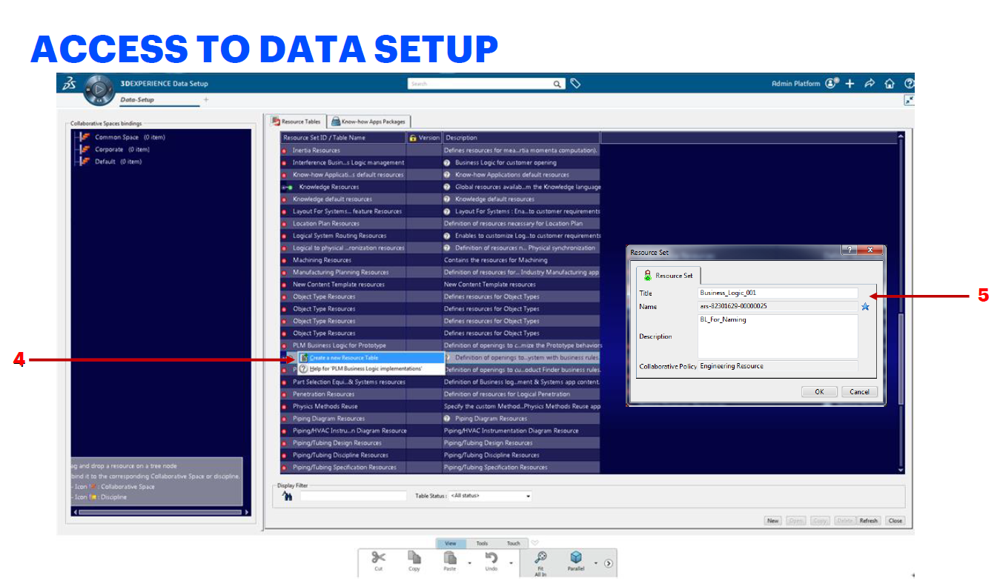 ACCESS TO DATA SETUP
3DEXPERIENCE Data Setup
Search
Admin Platform
Data-Setup
+
Collaborative Spaces bindings
Common Space (0 item)
Corporate (0 item)
Default (0 item)
ag and drop a resource on a tree node
bind it to the corresponding Collaborative Space or discipline.
- Icon : Collaborative Space
- Icon : Discipline
Resource Tables Know-how Apps Packages
Resource Set ID / Table Name Version Description
Inertia Resources Defines resources for mea...rtia momenta computation).
Interference Busin...s Logic management Business Logic for customer opening
Know-how Applicati...s default resources Know-how Applications default resources
Knowledge Resources Global resources availab...m the Knowledge language
Knowledge default resources Knowledge default resources
Layout For Systems... feature Resources Layout For Systems : Ena...to customer requirements
Location Plan Resources Definition of resources necessary for Location Plan
Logical System Routing Resources Enables to customize Log...to customer requirements
Logical to physical ...ronization resources Definition of resources n... Physical synchronization
Machining Resources Contains the resources for Machining
Manufacturing Planning Resources Definition of resources for... Industry Manufacturing app
New Content Template resources New Content Template resources
Object Type Resources Defines resources for Object Types
Object Type Resources Defines resources for Object Types
Object Type Resources Defines resources for Object Types
Object Type Resources Defines resources for Object Types
PLM Business Logic for Prototype Definition of openings to c...mize the Prototype behaviors
Create a new Resource Table Definition of openings to...ystem with business rules.
P Help for 'PLM Business Logic implementations' Definition of openings to cu...oduct Finder business rules.
Part Selection Equi...& Systems resources Definition of Business log...ment & Systems app content.
Penetration Resources Definition of resources for Logical Penetration
Physics Methods Reuse Specify the custom Method...Physics Methods Reuse app
Piping Diagram Resources Piping Diagram Resources
Piping/HVAC Instru...n Diagram Resource Piping/HVAC Instrumentation Diagram Resource
Piping/Tubing Design Resources Piping/Tubing Design Resources
Piping/Tubing Discipline Resources Piping/Tubing Discipline Resources
Piping/Tubing Specification Resources Piping/Tubing Specification Resources
4
Resource Set
Resource Set
Title Business_Logic_001
Name ars-82301629-00000025
BL_For_Naming
Description
Collaborative Policy Engineering Resource
OK Cancel
5
Display Filter
Table Status : <All status>
New Open Copy Delete Refresh Close
View Tools Touch
Cut Copy Paste Undo Fit All In Parallel